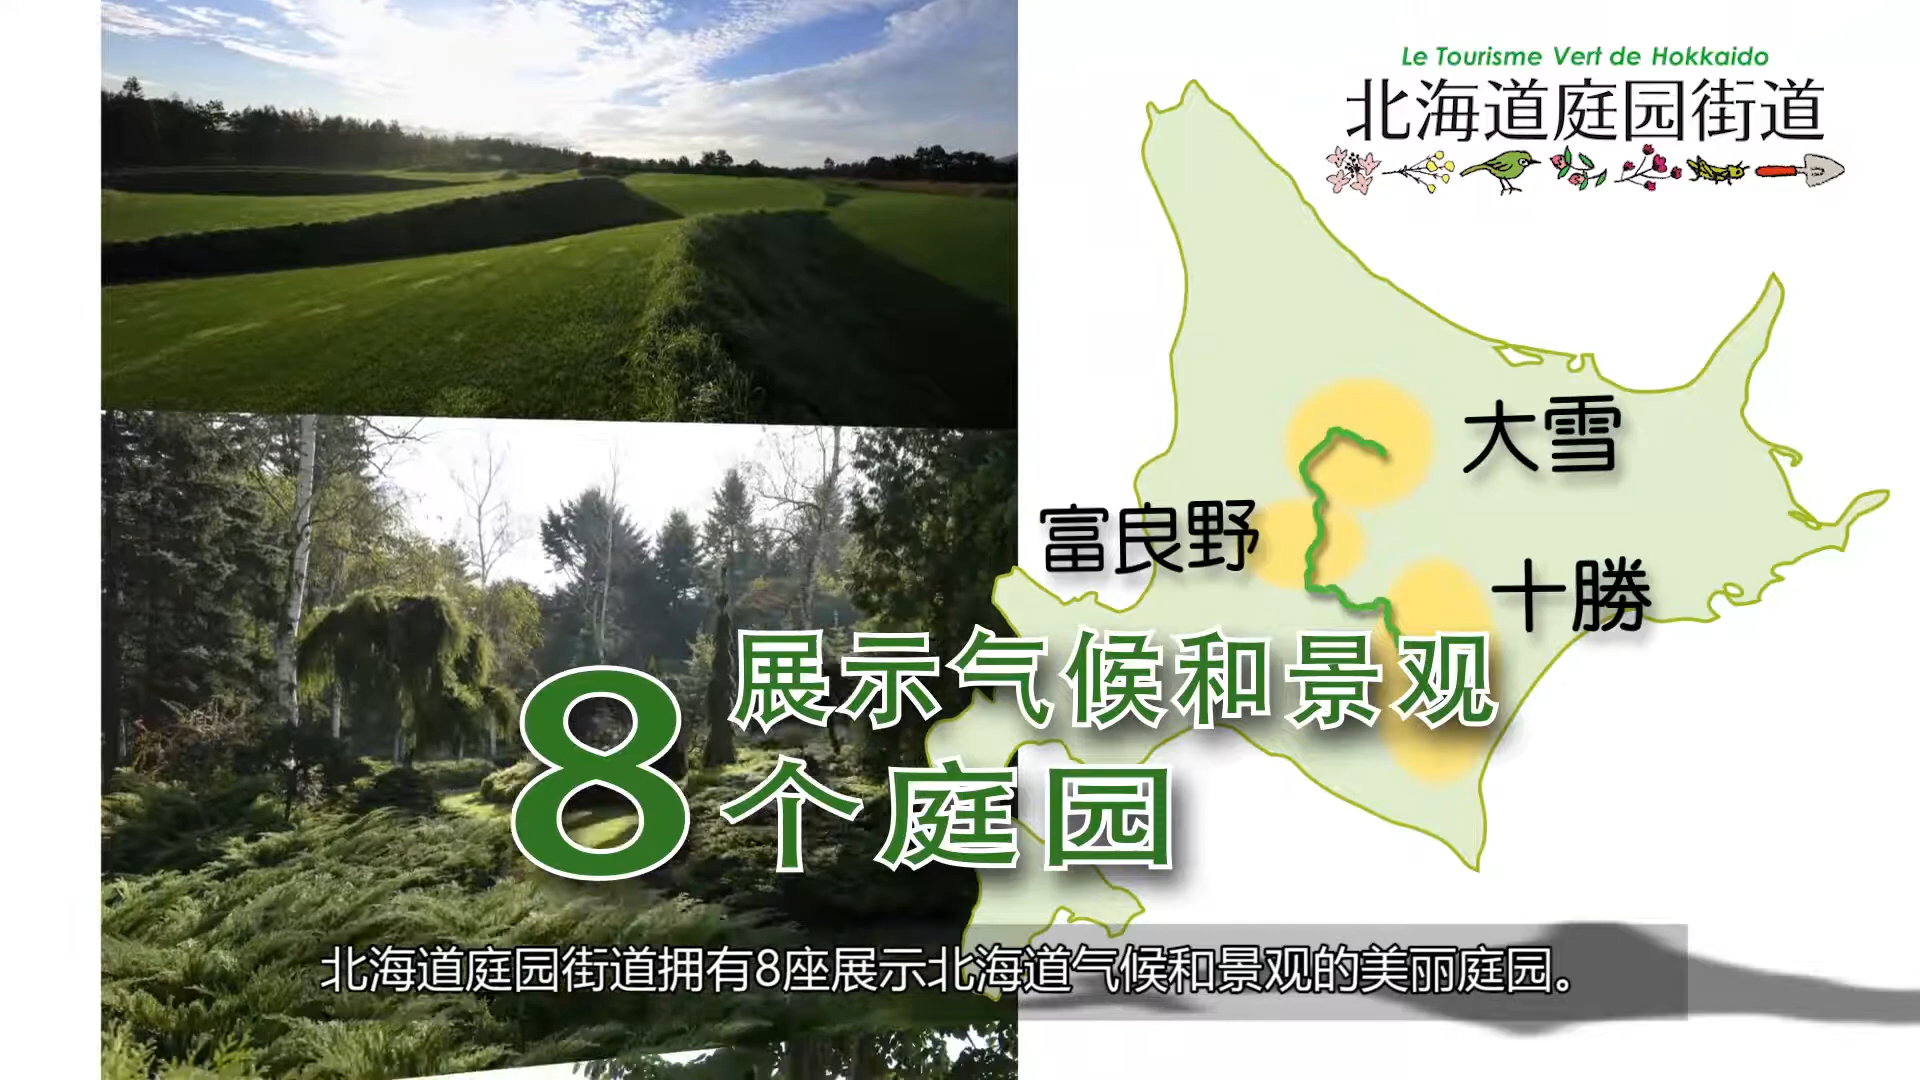 Le Tourisme Vert de Hokkaido
北海道庭园街道
大雪
富良野
十勝
展示气候和景观
8个庭园
北海道庭园街道拥有8座展示北海道气候和景观的美丽庭园。